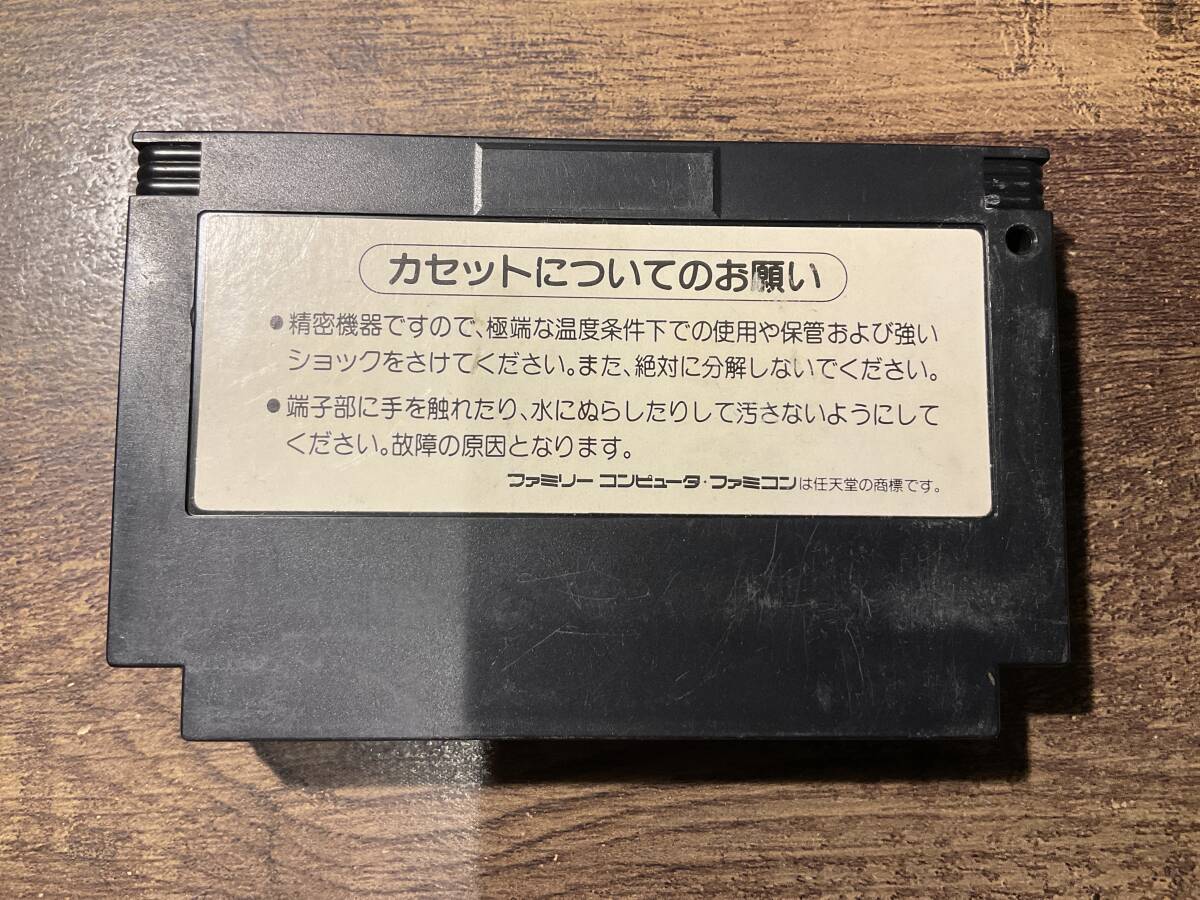 カセットについてのお願い
●精密機器ですので、極端な温度条件下での使用や保管および強い
ショックをさけてください。また、絶対に分解しないでください。
●端子部に手を触れたり、水にぬらしたりして汚さないようにして
ください。故障の原因となります。
ファミリー コンピュータ・ファミコンは任天堂の商標です。